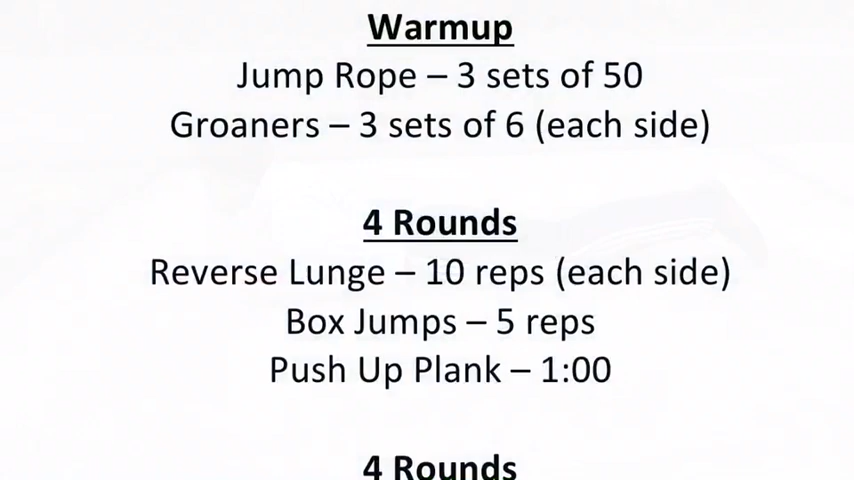 Warmup
Jump Rope – 3 sets of 50
Groaners – 3 sets of 6 (each side)
4 Rounds
Reverse Lunge – 10 reps (each side)
Box Jumps – 5 reps
Push Up Plank – 1:00
4 Rounds